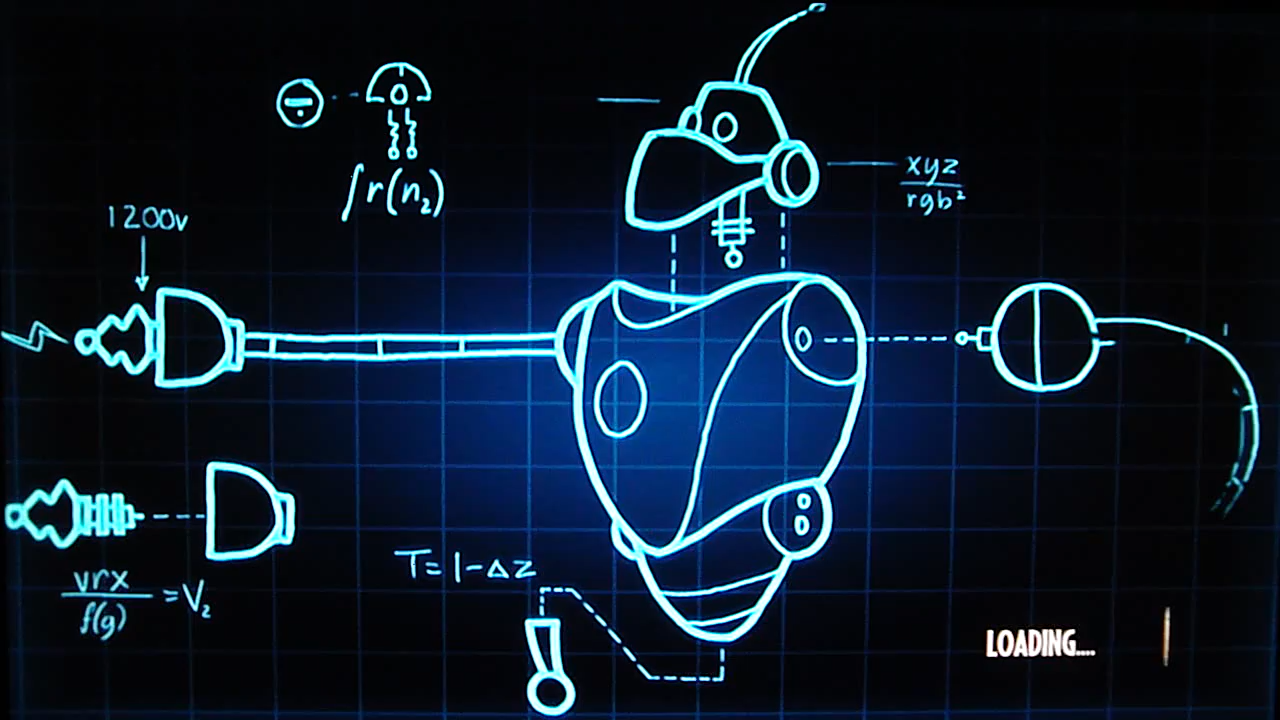 ∫r(n₂)
xyz
rgb²
1200v
T=1-Δz
vrx
f(g)
=V₂
LOADING....